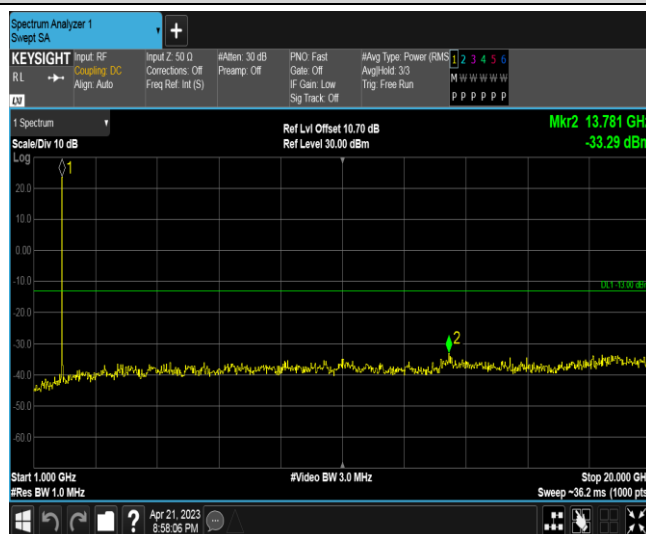 Spectrum Analyzer 1
Swept SA
+
KEYSIGHT Input: RF Input Z: 50 Ω #Atten: 30 dB PNO: Fast #Avg Type: Power (RMS 1 2 3 4 5 6
RL Coupling: DC Corrections: Off Preamp: Off Gate: Off Avg|Hold: 3/3 M W W W W W
Align: Auto Freq Ref: Int (S) IF Gain: Low Trig: Free Run
LXI Sig Track: Off P P P P P P
1 Spectrum Ref Lvl Offset 10.70 dB Mkr2 13.781 GHz
Scale/Div 10 dB Ref Level 30.00 dBm -33.29 dBm
Log
1
20.0
10.0
0.00
-10.0
DL1 -13.00 dBm
-20.0
-30.0
2
-40.0
-50.0
-60.0
Start 1.000 GHz #Video BW 3.0 MHz Stop 20.000 GHz
#Res BW 1.0 MHz Sweep ~36.2 ms (1000 pts)
? Apr 21, 2023
8:58:06 PM